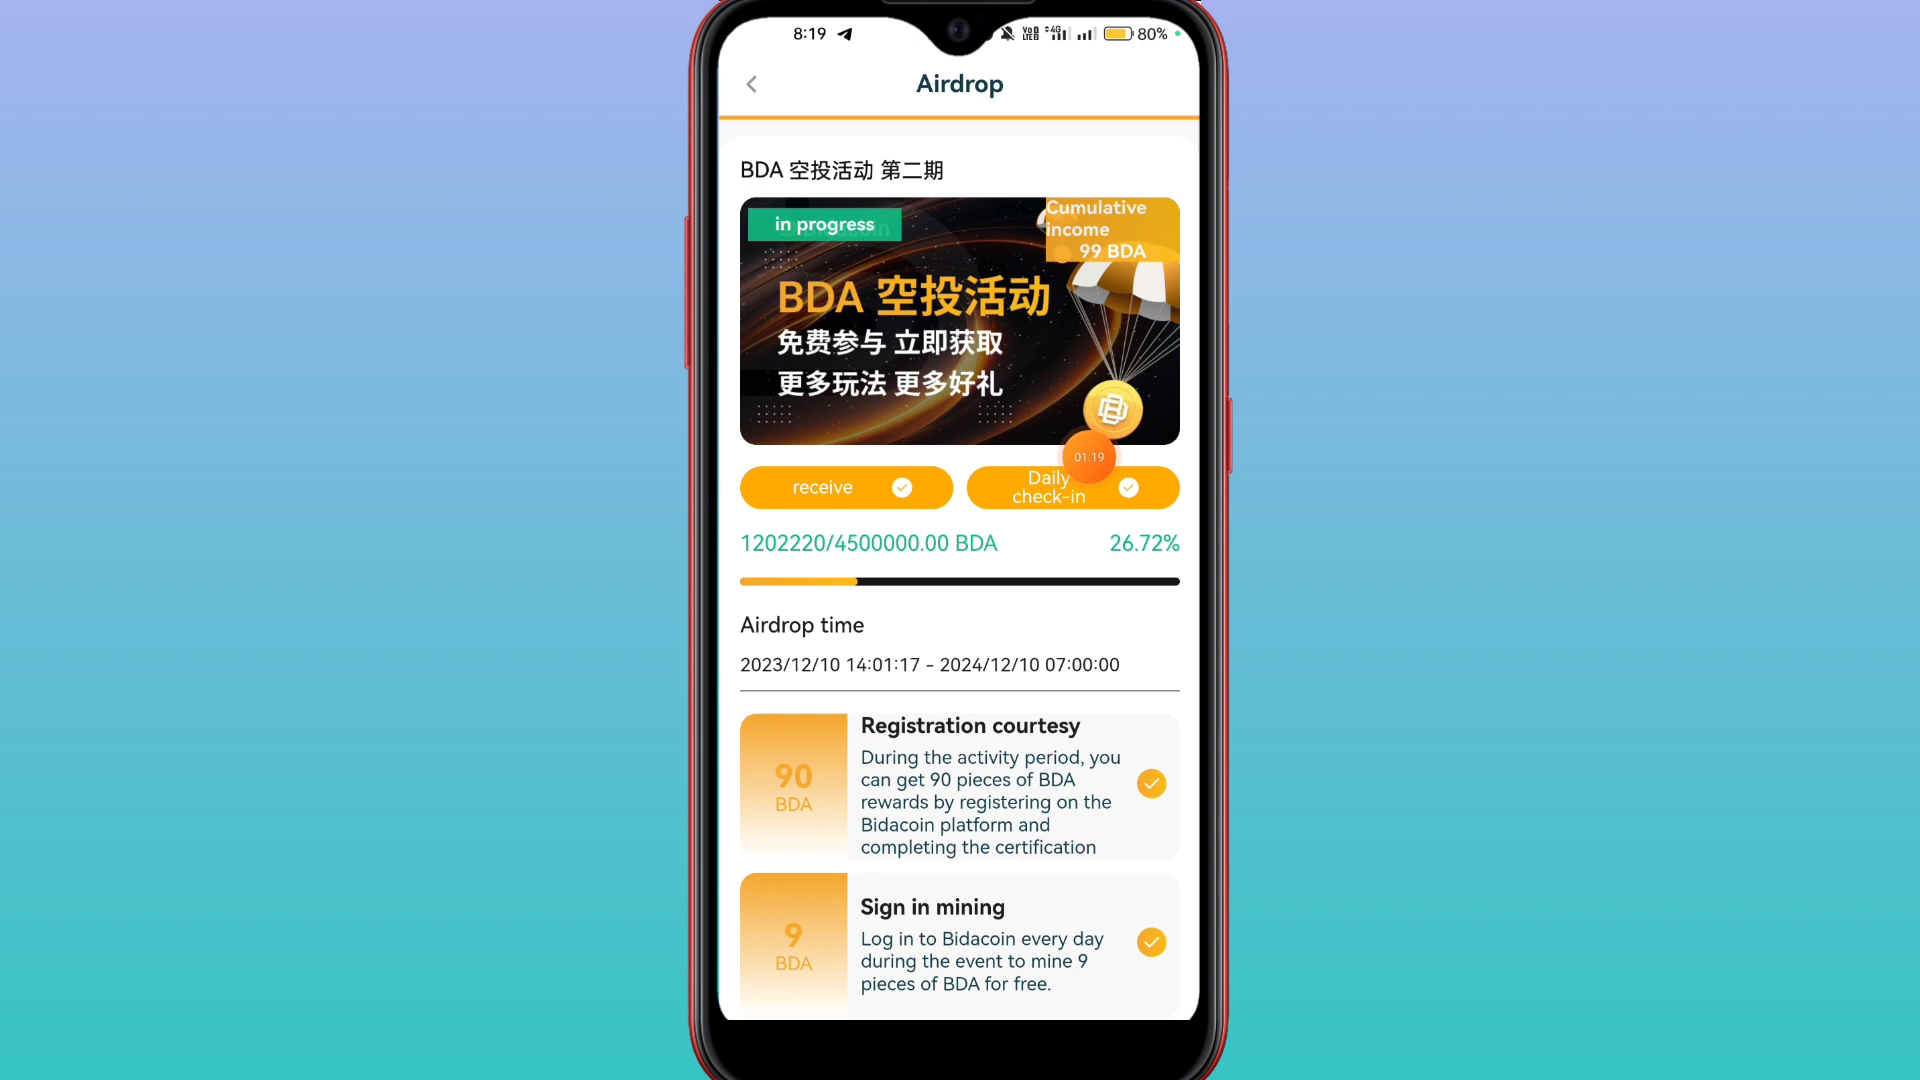 8:19
VoD
LTE
4G
80%
Airdrop
BDA 空投活动 第二期
in progress
Cumulative
income
99 BDA
BDA 空投活动
免费参与 立即获取
更多玩法 更多好礼
01:19
receive
Daily
check-in
1202220/4500000.00 BDA
26.72%
Airdrop time
2023/12/10 14:01:17 - 2024/12/10 07:00:00
90
BDA
Registration courtesy
During the activity period, you
can get 90 pieces of BDA
rewards by registering on the
Bidacoin platform and
completing the certification
9
BDA
Sign in mining
Log in to Bidacoin every day
during the event to mine 9
pieces of BDA for free.